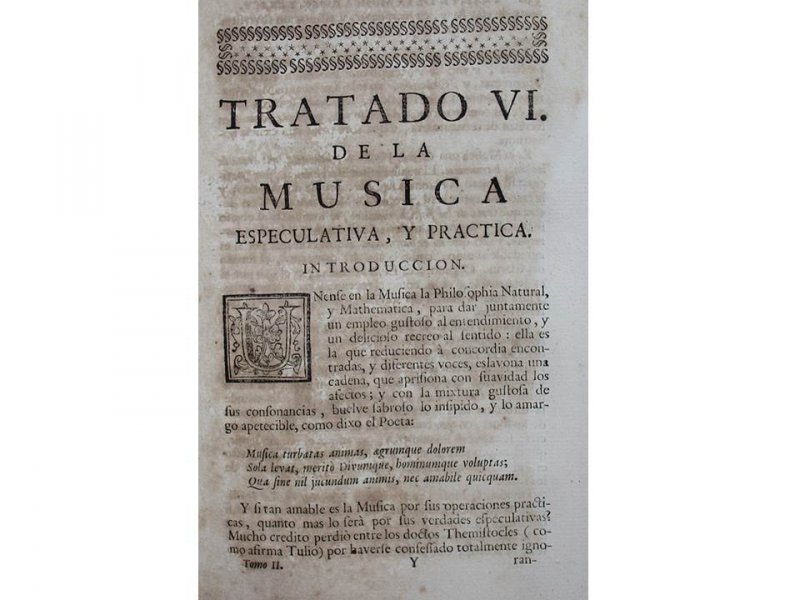 TRATADO VI.
DE LA
MUSICA
ESPECULATIVA, Y PRACTICA.
INTRODUCCION.
UNenſe en la Muſica la Philoſophia Natural,
y Mathematica, para dar juntamente
un empleo guſtoſo al entendimiento, y
un delicioſo recreo al ſentido: ella es
la que reduciendo à concordia encon-
tradas, y diferentes voces, eslavona una
cadena, que apriſiona con ſuavidad los
afectos; y con la mixtura guſtoſa de
ſus conſonancias, buelve ſabroſo lo inſipido, y lo amar-
go apetecible, como dixo el Poeta:
Muſica turbatas animas, ægrumque dolorem
Sola levat, meritò Divumque, hominumque voluptas;
Qua ſine nil jucundum animis, nec amabile quicquam.
Y ſi tan amable es la Muſica por ſus operaciones practi-
cas, quanto mas lo ſerà por ſus verdades eſpeculativas?
Mucho credito perdiò entre los doctos Themiſtocles (co-
mo afirma Tulio) por haverſe confeſſado totalmente igno-
Tomo II. Y ran-